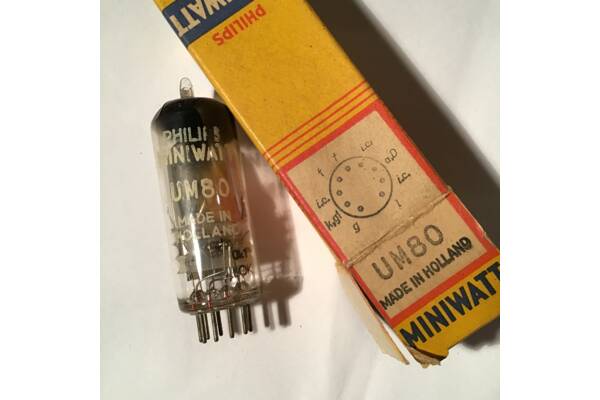 PHILIPS
MINIWATT
UM80
MADE IN
HOLLAND
MINIWATT
PHILIPS
f
f
i.c.
a,D
i.c.
l
g
UM80
MADE IN HOLLAND
MINIWATT